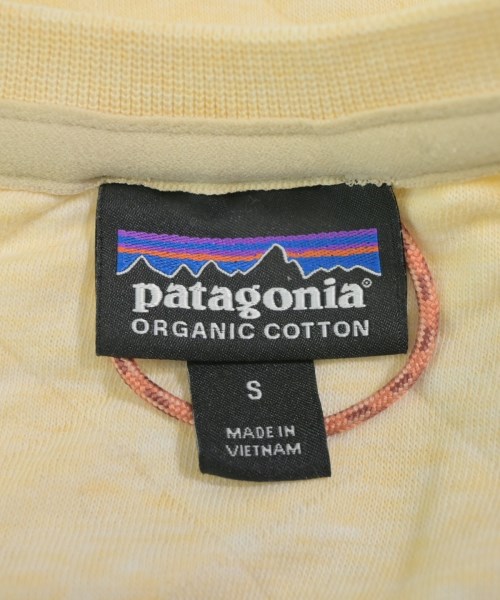 patagonia®
ORGANIC COTTON
S
MADE IN
VIETNAM